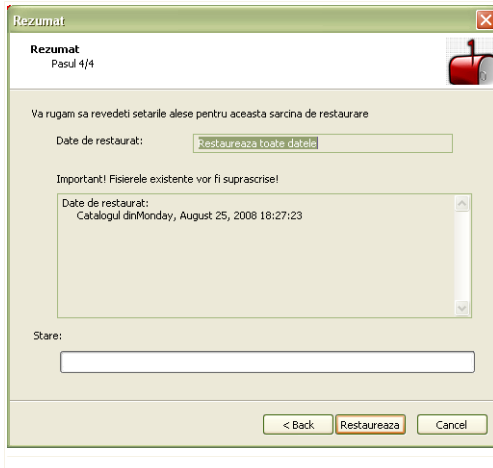 Rezumat
Rezumat
Pasul 4/4
Va rugam sa revedeti setarile alese pentru aceasta sarcina de restaurare
Date de restaurat: Restaureaza toate datele
Important! Fisierele existente vor fi suprascrise!
Date de restaurat:
Catalogul dinMonday, August 25, 2008 18:27:23
Stare:
< Back Restaureaza Cancel